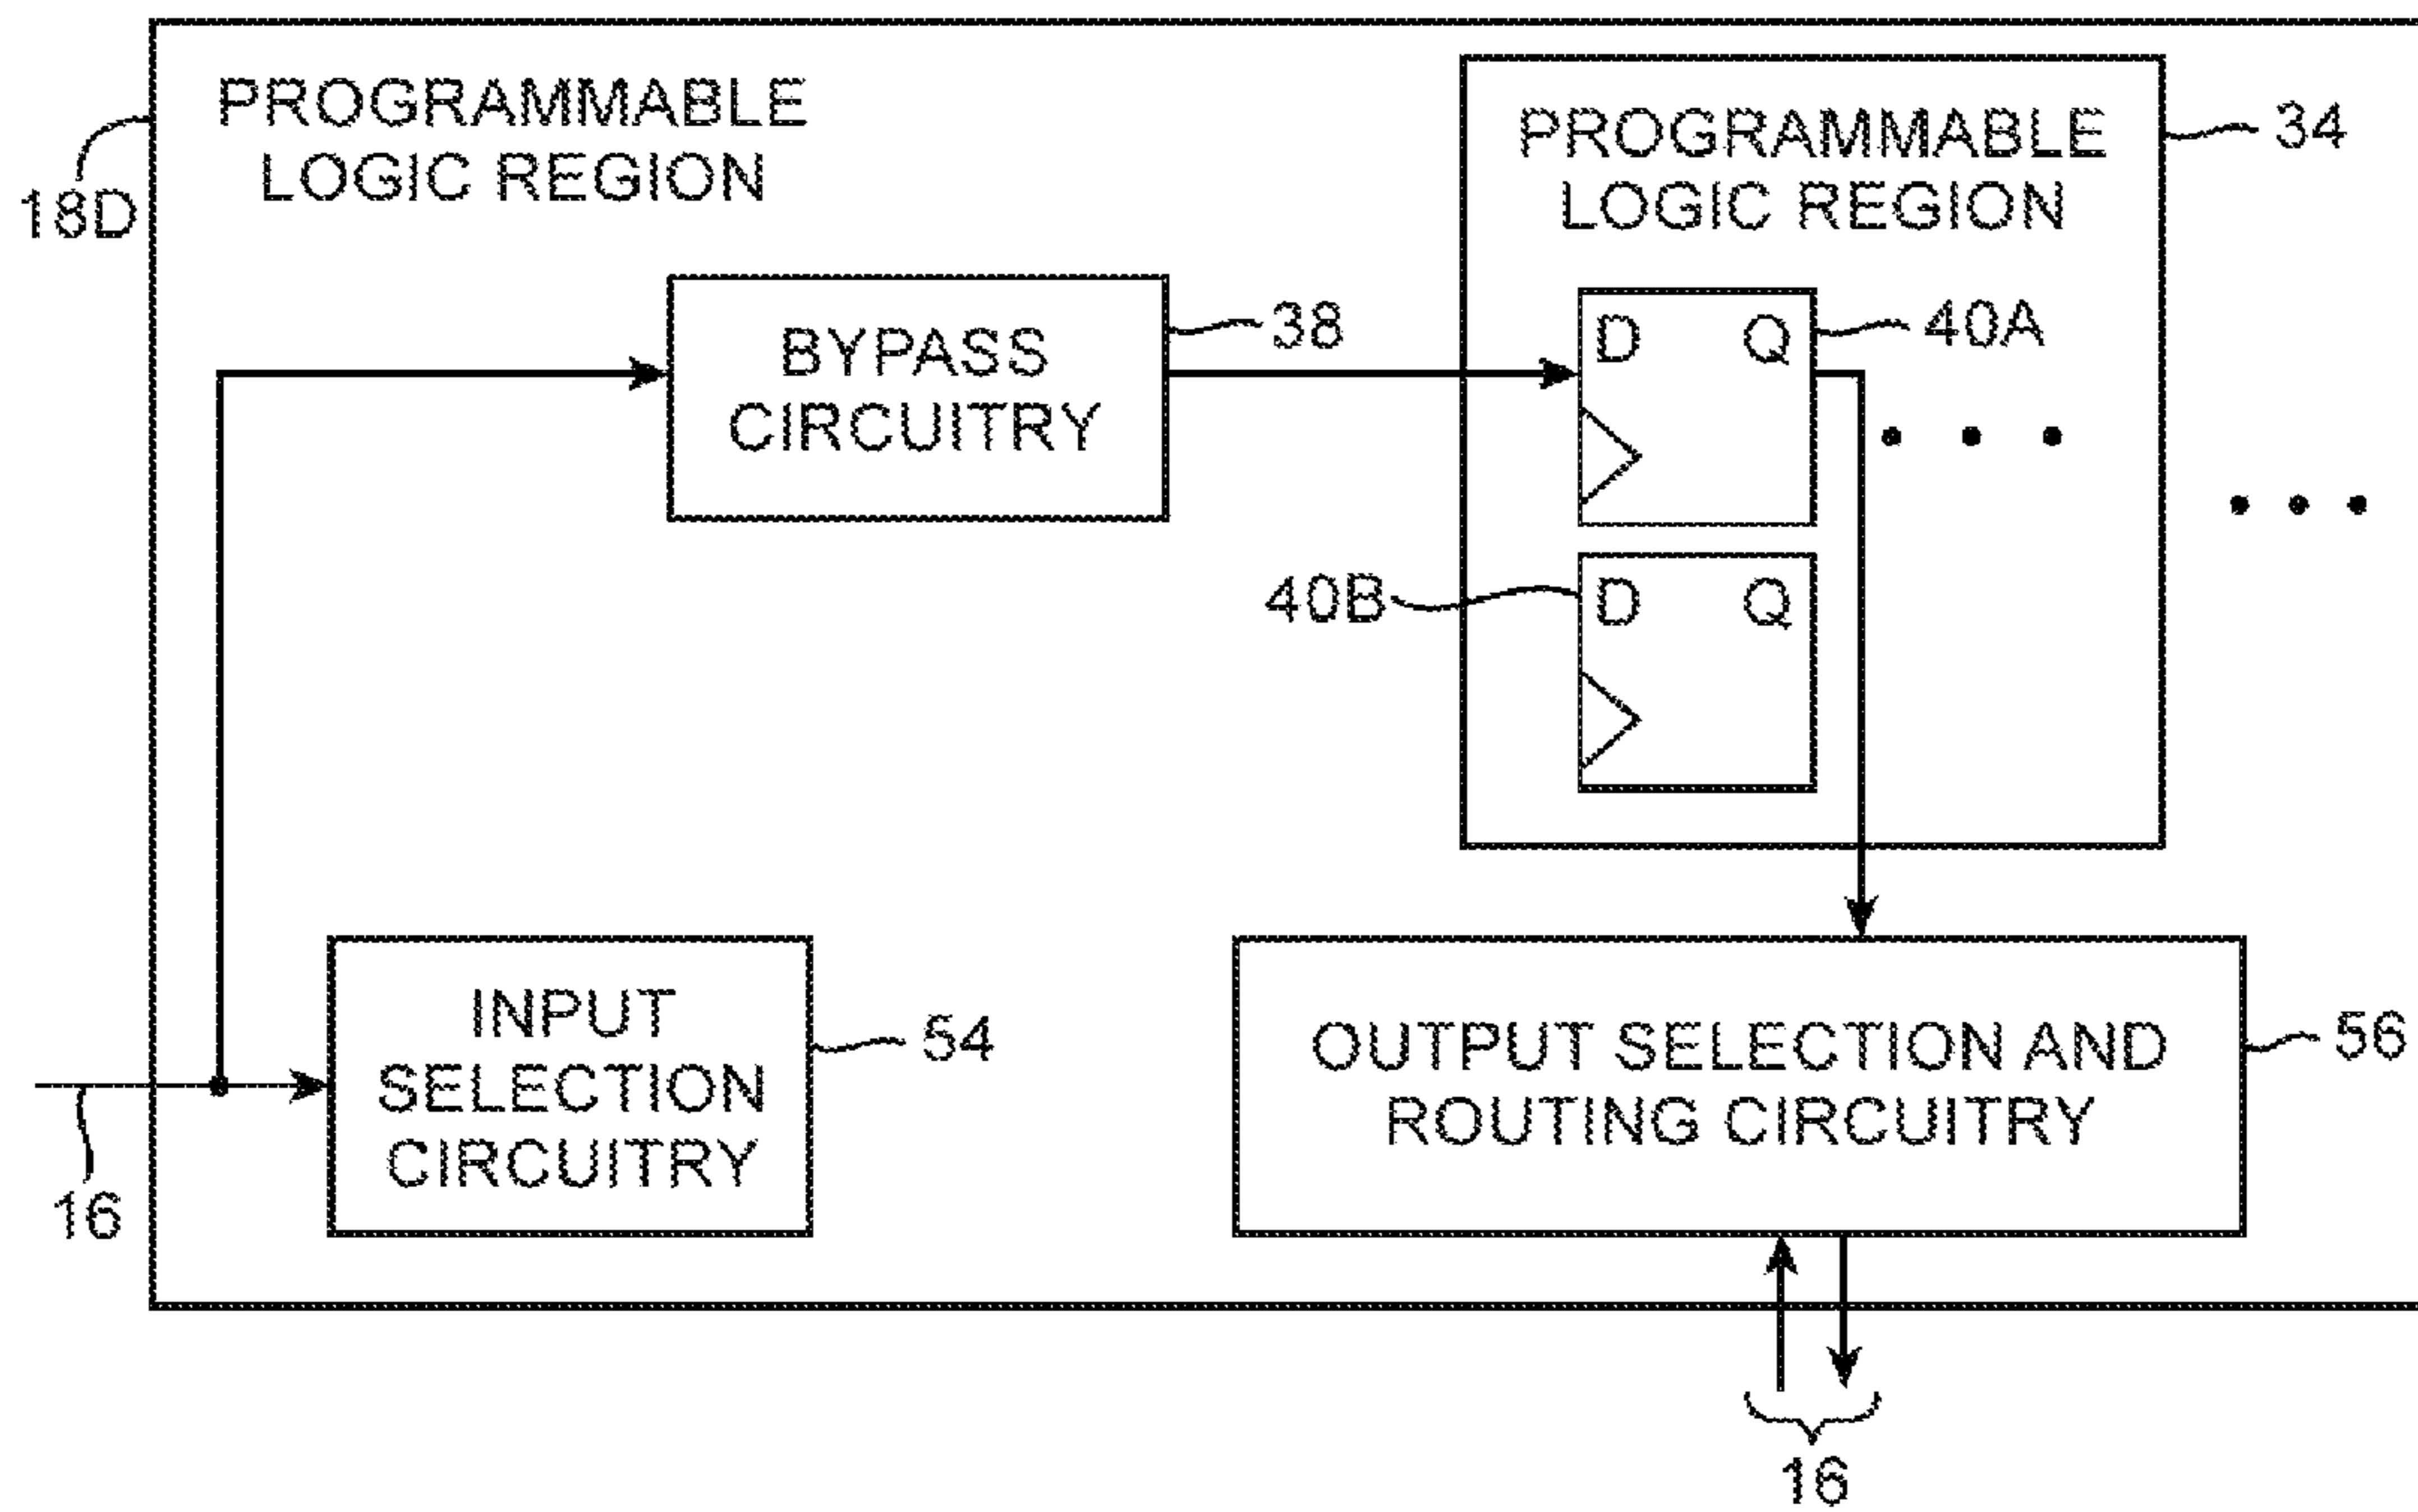 PROGRAMMABLE
LOGIC REGION
18D
PROGRAMMABLE
LOGIC REGION
34
BYPASS
CIRCUITRY
38
D Q
40A
40B
D Q
INPUT
SELECTION
CIRCUITRY
54
OUTPUT SELECTION AND
ROUTING CIRCUITRY
56
16
16